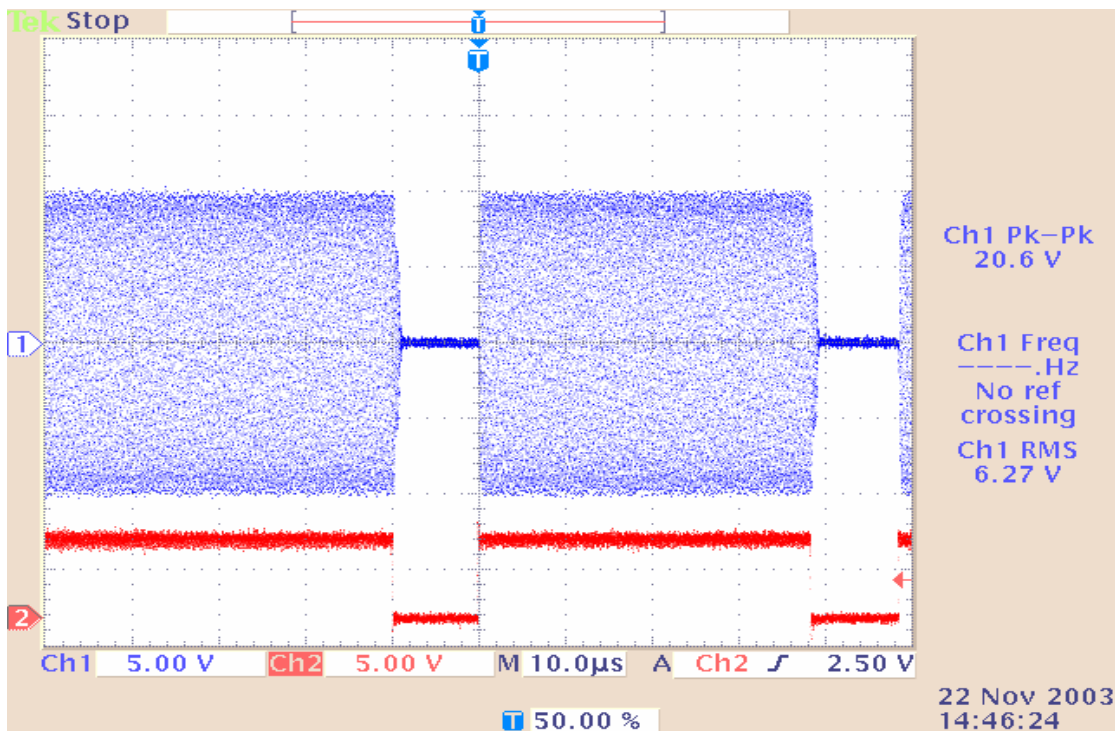 Tek Stop
T
T
1
2
Ch1 Pk-Pk
20.6 V
Ch1 Freq
----.Hz
No ref
crossing
Ch1 RMS
6.27 V
Ch1 5.00 V Ch2 5.00 V M 10.0µs A Ch2 2.50 V
T 50.00 %
22 Nov 2003
14:46:24